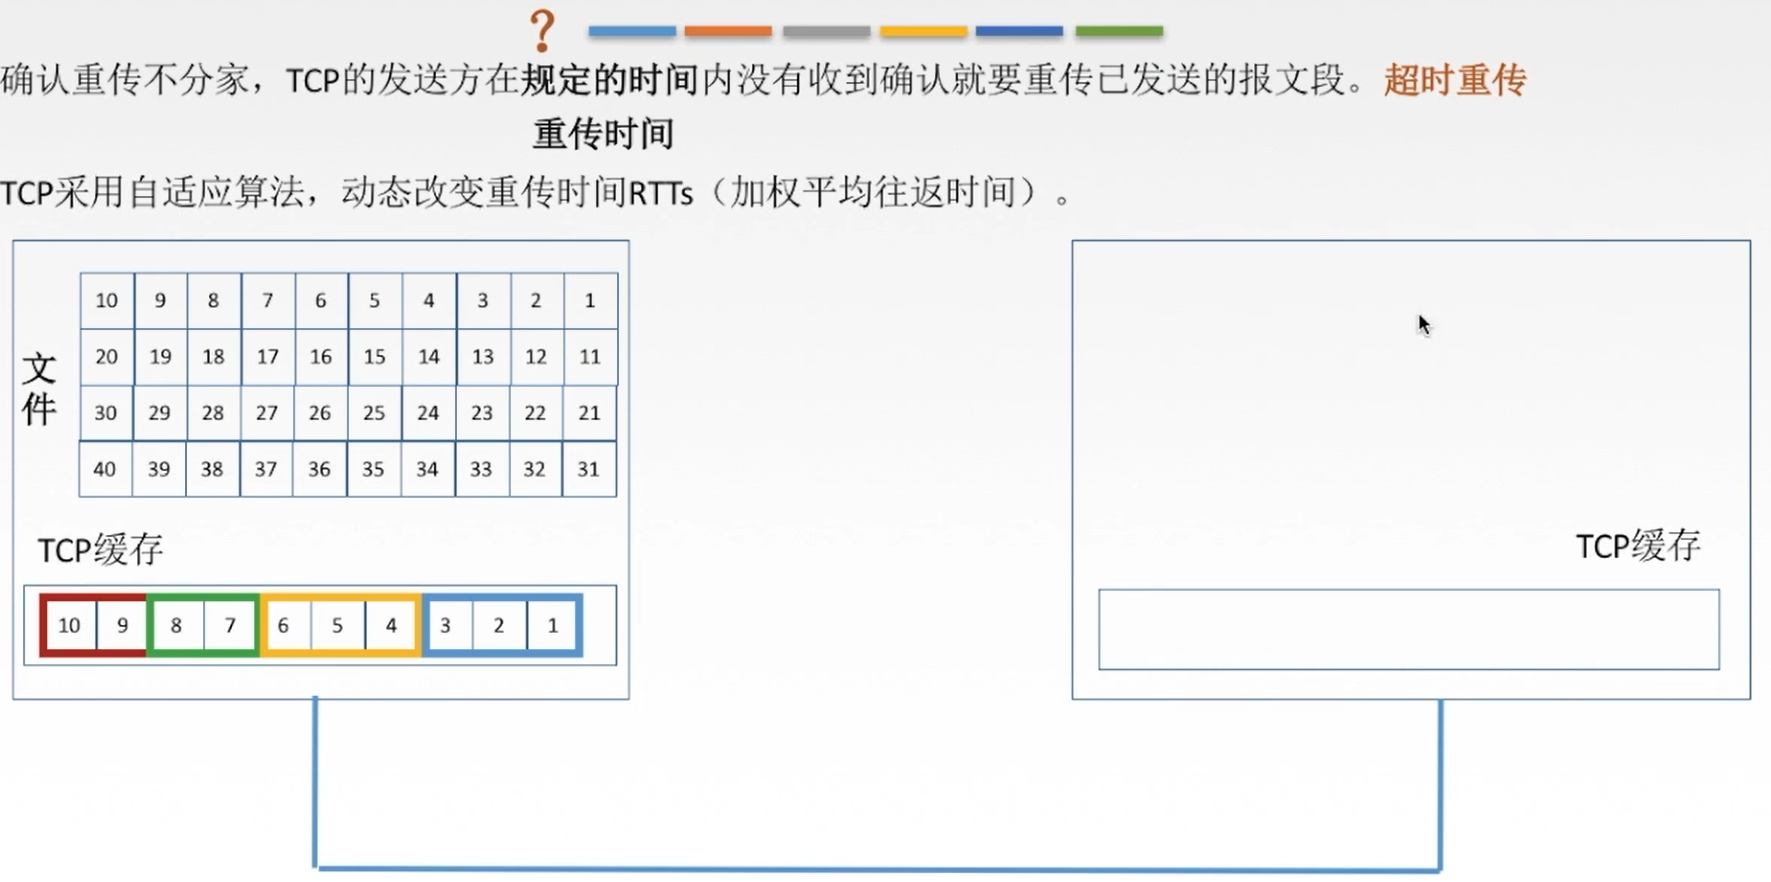 ?
确认重传不分家，TCP的发送方在规定的时间内没有收到确认就要重传已发送的报文段。超时重传
重传时间
TCP采用自适应算法，动态改变重传时间RTTs（加权平均往返时间）。
文件
10 9 8 7 6 5 4 3 2 1
20 19 18 17 16 15 14 13 12 11
30 29 28 27 26 25 24 23 22 21
40 39 38 37 36 35 34 33 32 31
TCP缓存
10 9 8 7 6 5 4 3 2 1
TCP缓存